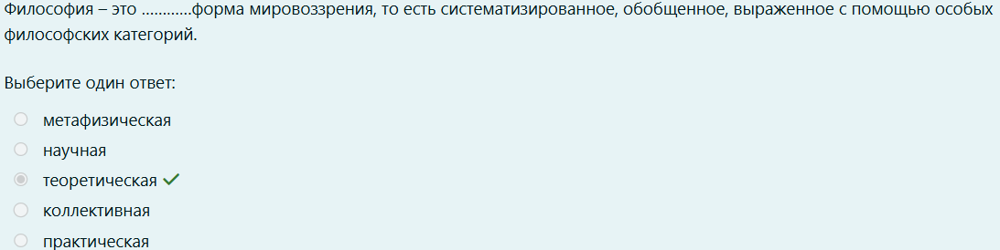 Философия – это ............форма мировоззрения, то есть систематизированное, обобщенное, выраженное с помощью особых
философских категорий.
Выберите один ответ:
метафизическая
научная
теоретическая
коллективная
практическая